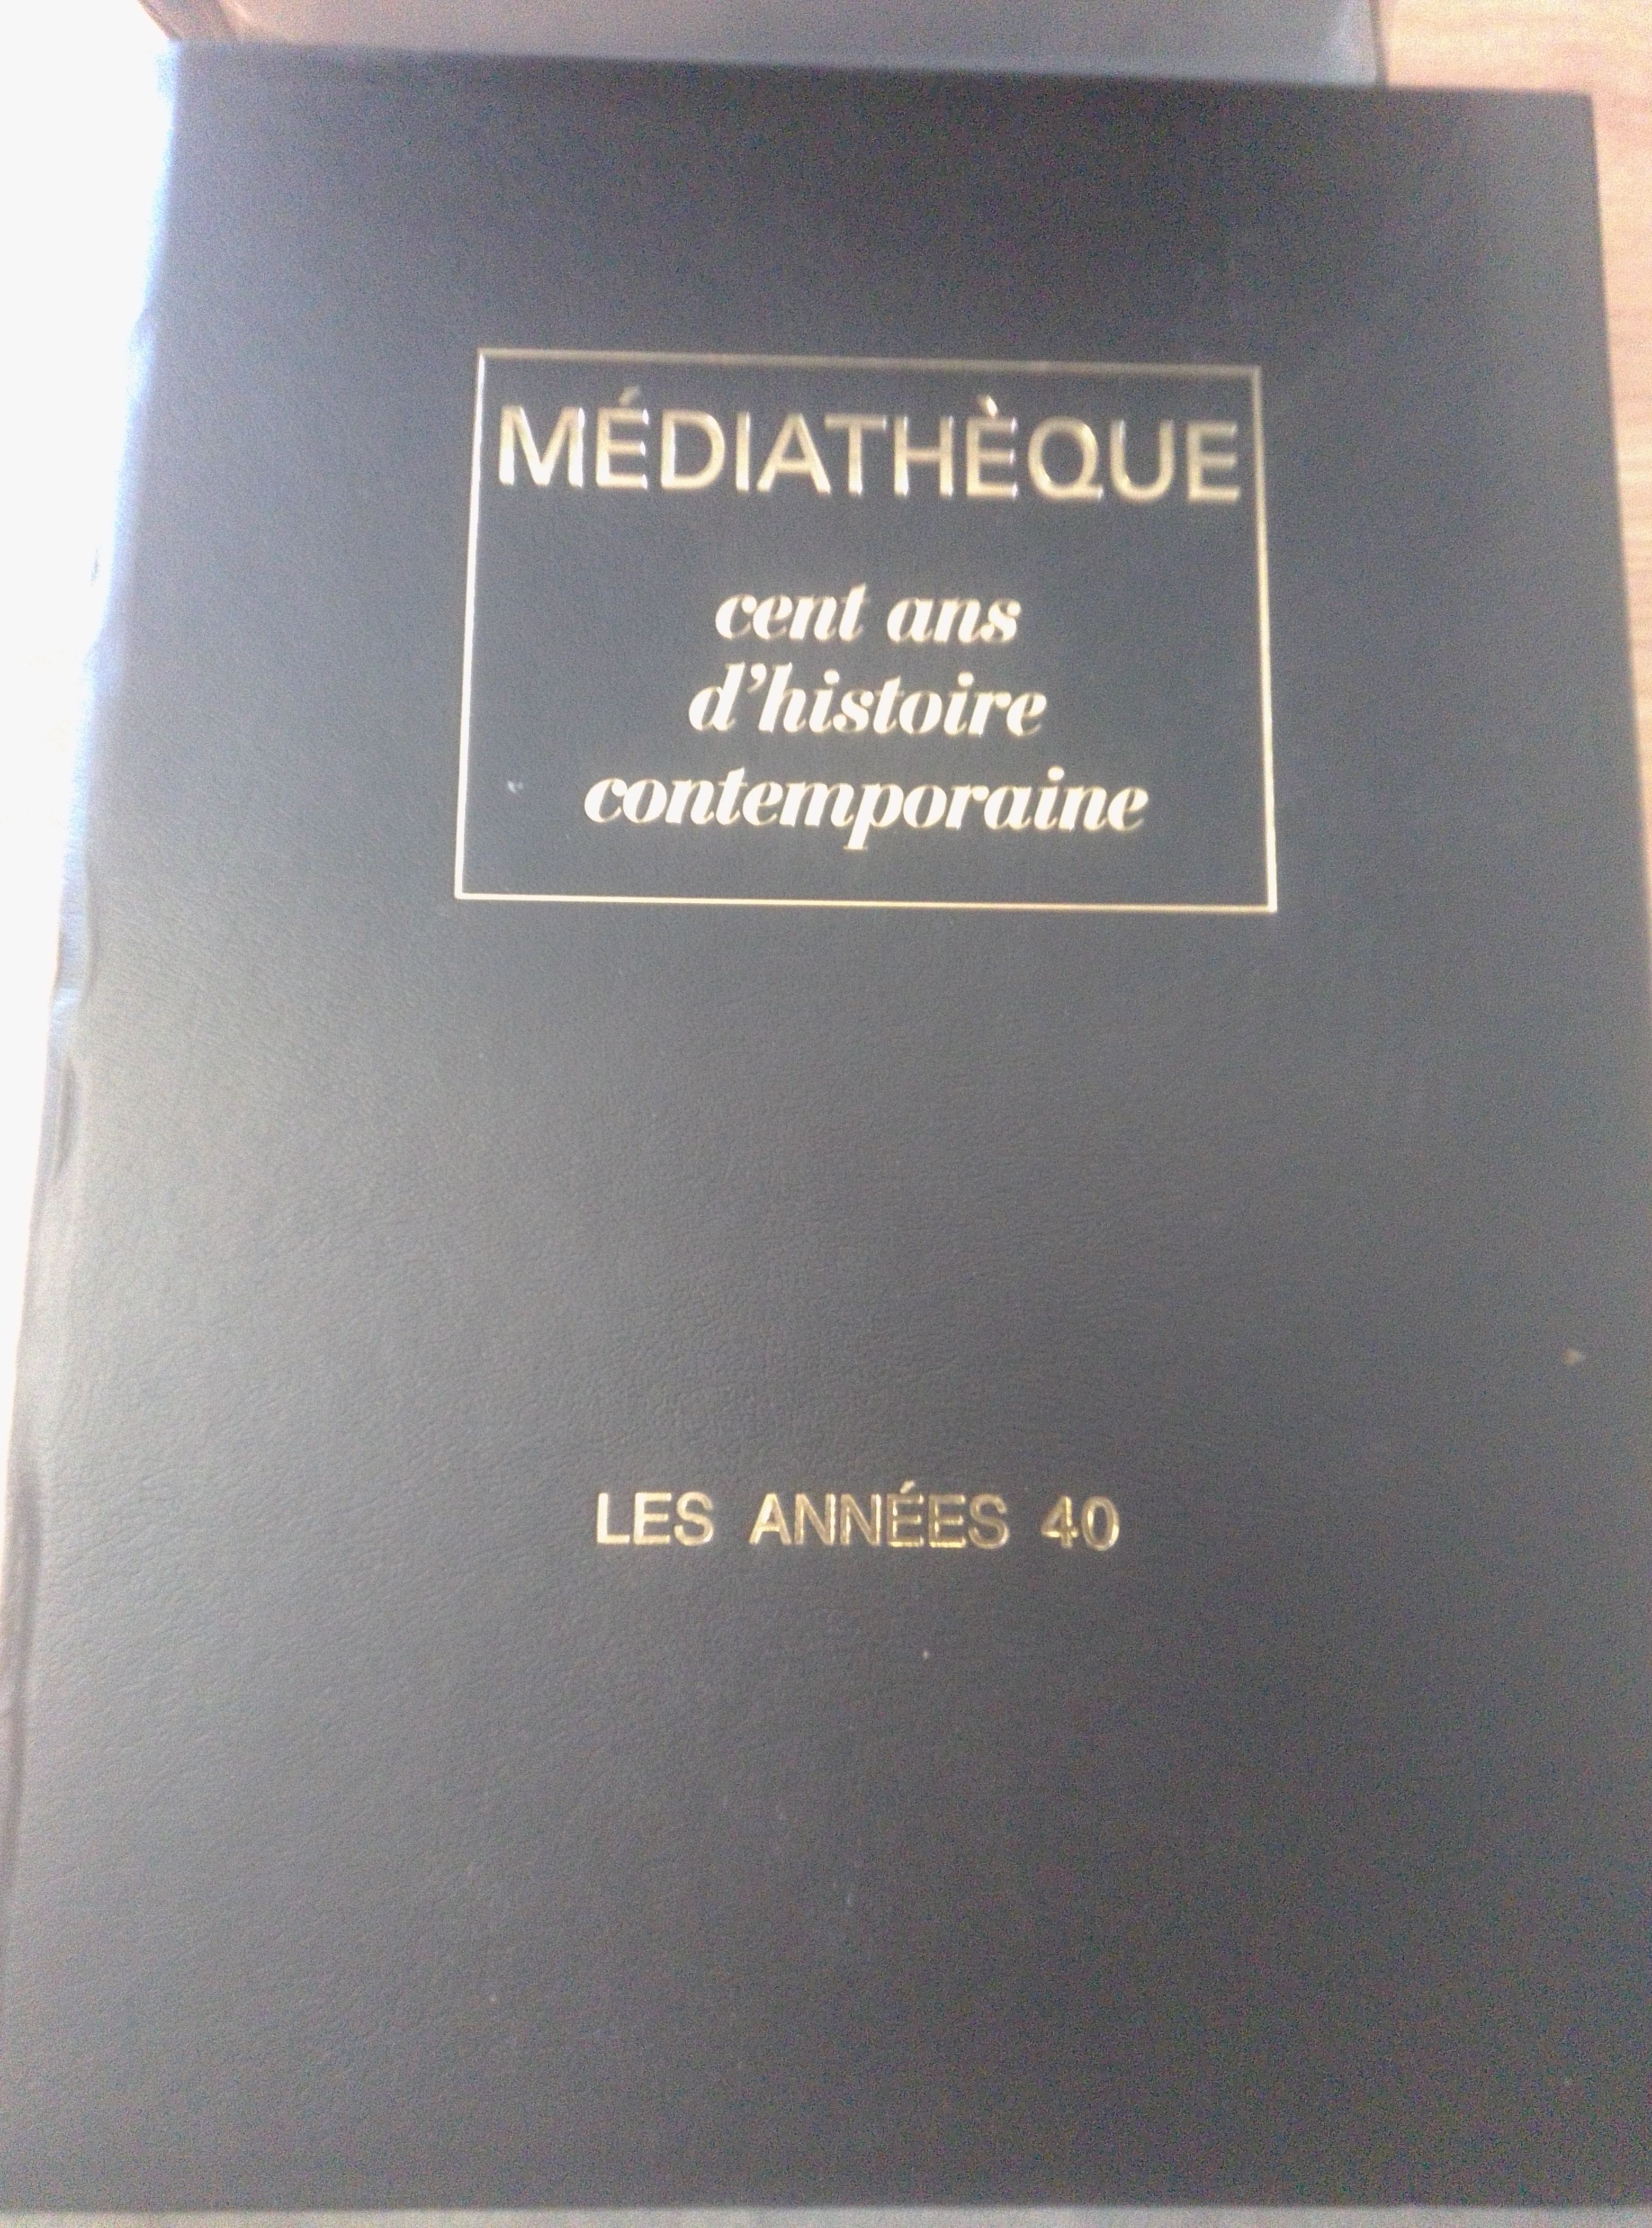 MÉDIATHÈQUE
cent ans
d'histoire
contemporaine
LES ANNÉES 40